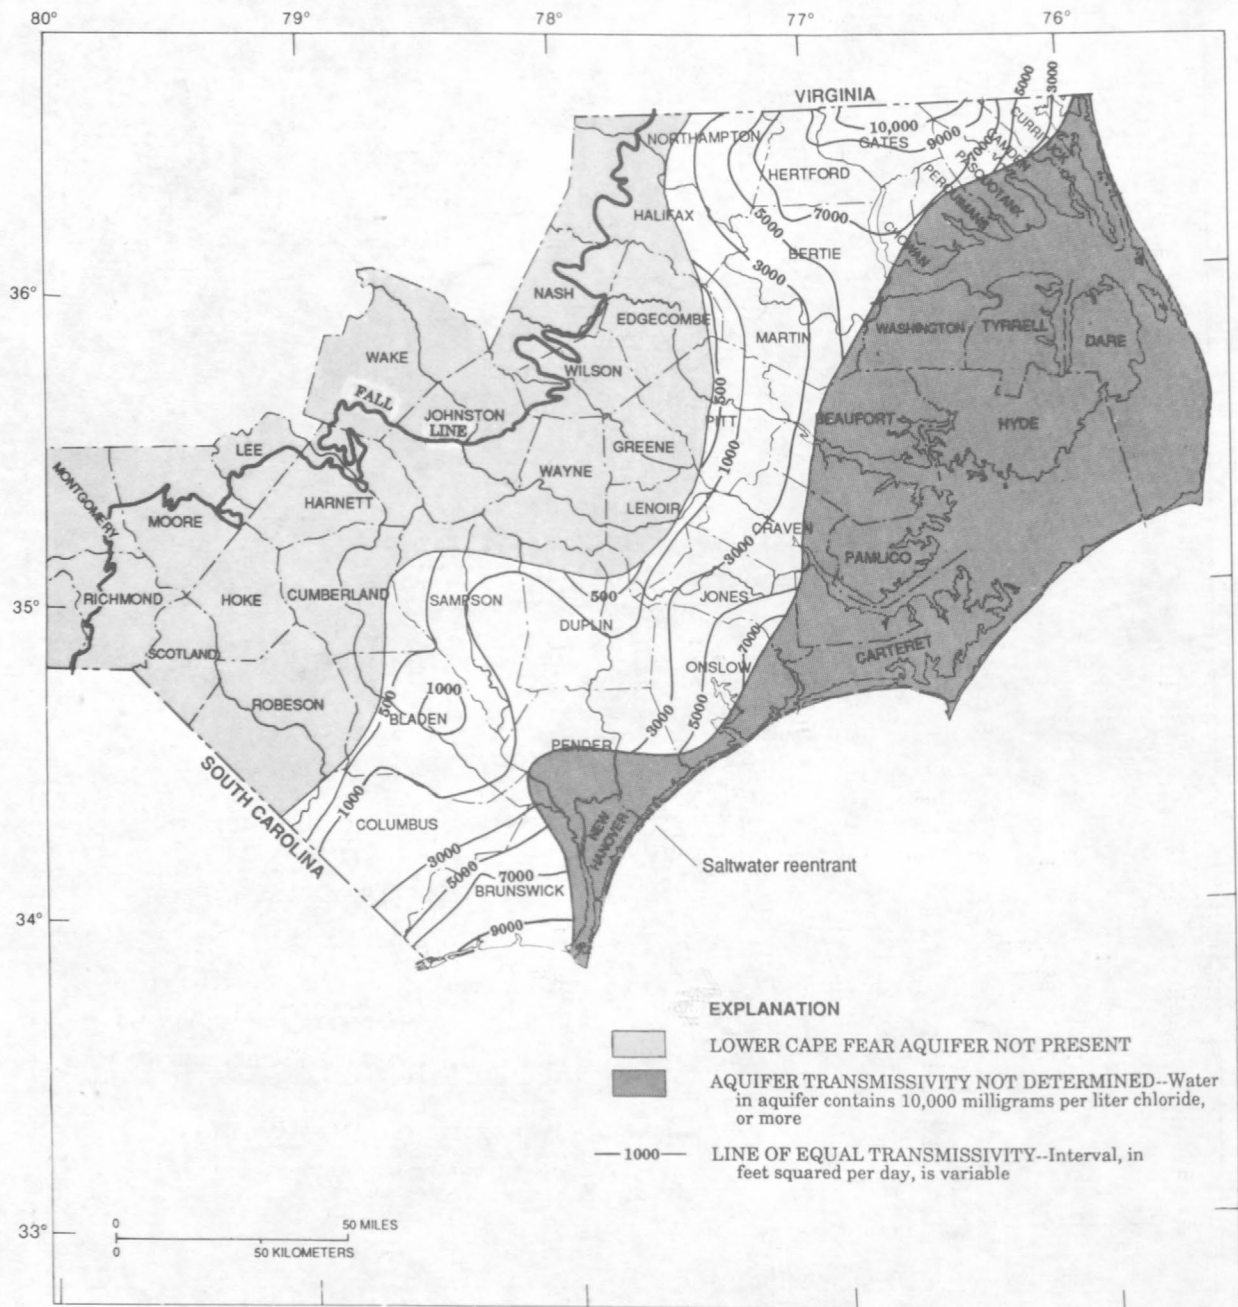 80°
79°
78°
77°
76°
VIRGINIA
5000
3000
NORTHAMPTON
10,000
GATES
9000
7000
CURRITUCK
CAMDEN
PASQUOTANK
PERQUIMANS
CHOWAN
HERTFORD
HALIFAX
5000
7000
BERTIE
3000
36°
NASH
EDGECOMBE
MARTIN
WASHINGTON
TYRRELL
DARE
WAKE
WILSON
500
FALL
LINE
JOHNSTON
PITT
BEAUFORT
HYDE
LEE
GREENE
WAYNE
1000
MONTGOMERY
HARNETT
LENOIR
MOORE
CRAVEN
3000
PAMLICO
35°
RICHMOND
HOKE
CUMBERLAND
SAMPSON
500
JONES
DUPLIN
7000
SCOTLAND
CARTERET
ONSLOW
500
1000
BLADEN
ROBESON
3000
5000
PENDER
SOUTH CAROLINA
1000
COLUMBUS
NEW
HANOVER
3000
5000
7000
BRUNSWICK
Saltwater reentrant
34°
9000
EXPLANATION
LOWER CAPE FEAR AQUIFER NOT PRESENT
AQUIFER TRANSMISSIVITY NOT DETERMINED--Water
in aquifer contains 10,000 milligrams per liter chloride,
or more
1000
LINE OF EQUAL TRANSMISSIVITY--Interval, in
feet squared per day, is variable
33°
0
50 MILES
0
50 KILOMETERS